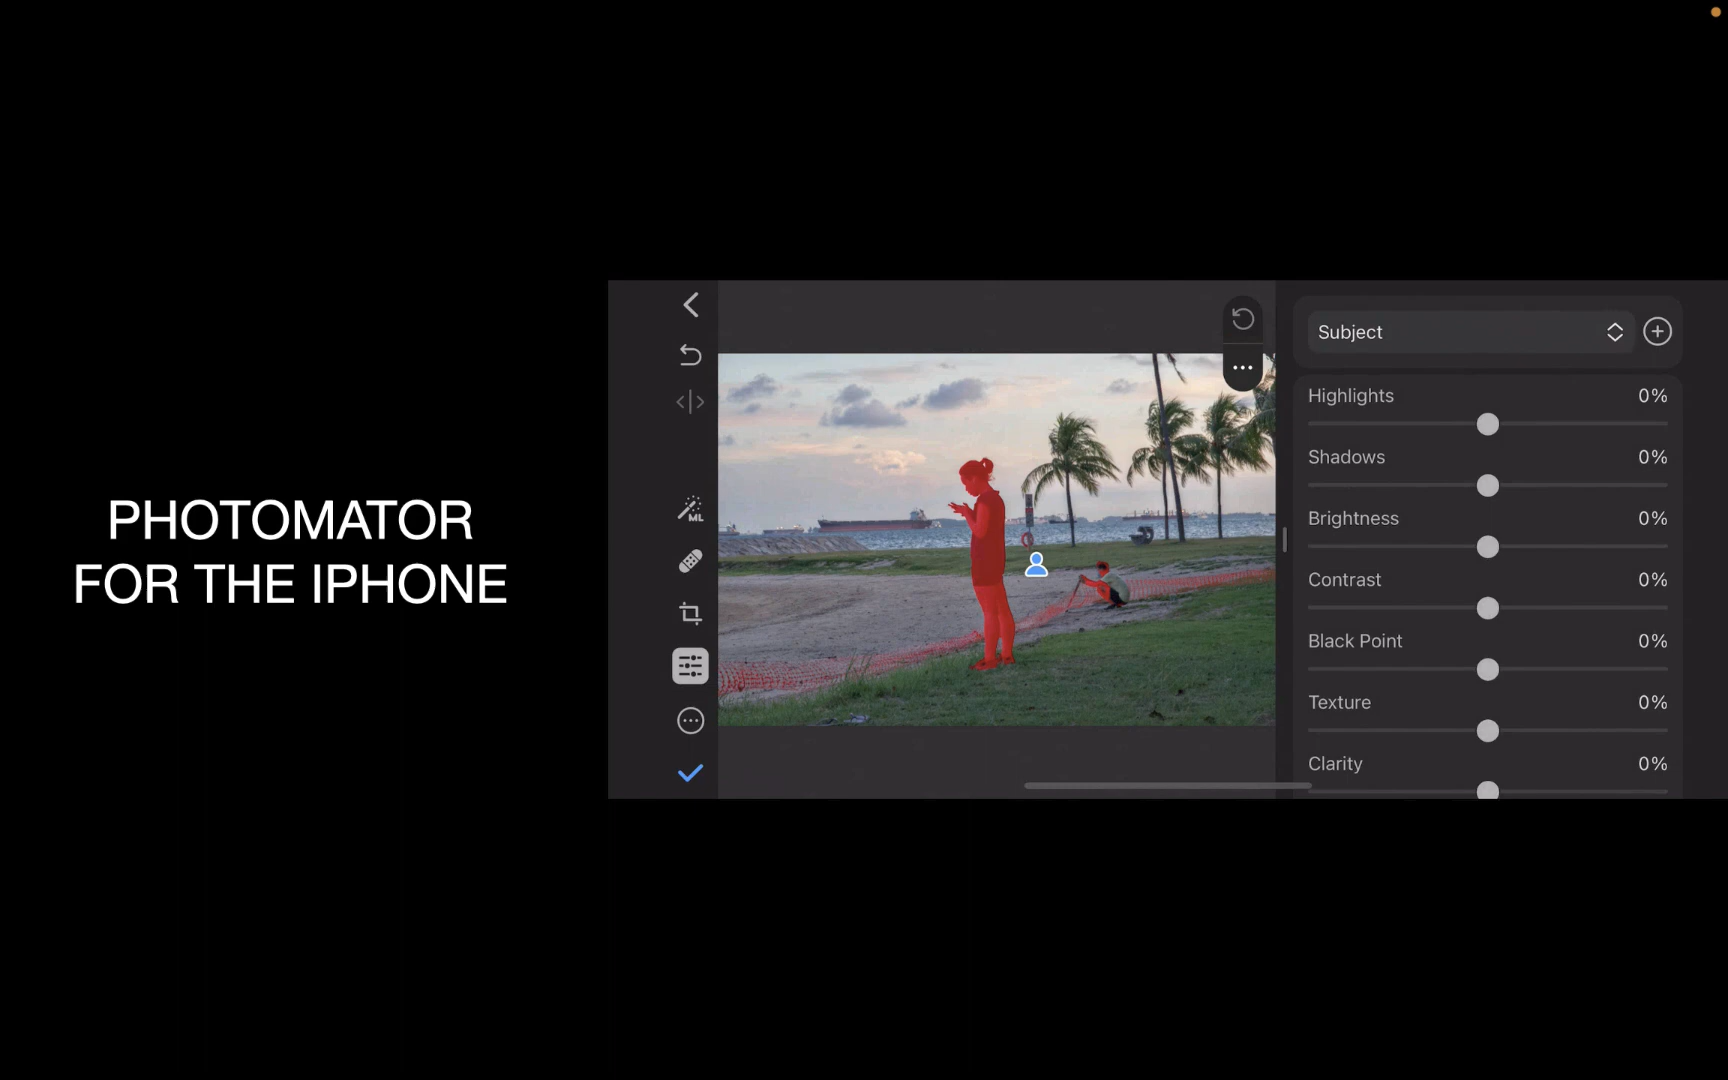 PHOTOMATOR
FOR THE IPHONE
ML
Subject
Highlights 0%
Shadows 0%
Brightness 0%
Contrast 0%
Black Point 0%
Texture 0%
Clarity 0%